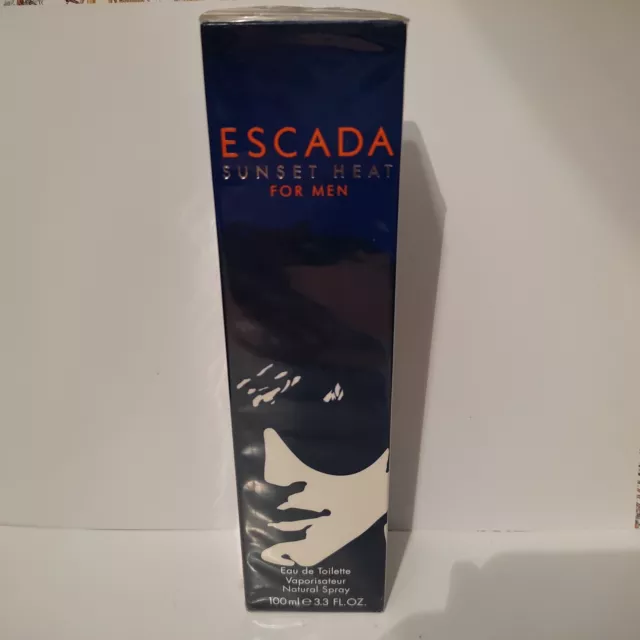 ESCADA
SUNSET HEAT
FOR MEN
Eau de Toilette
Vaporisateur
Natural Spray
100 ml ℮ 3.3 FL.OZ.